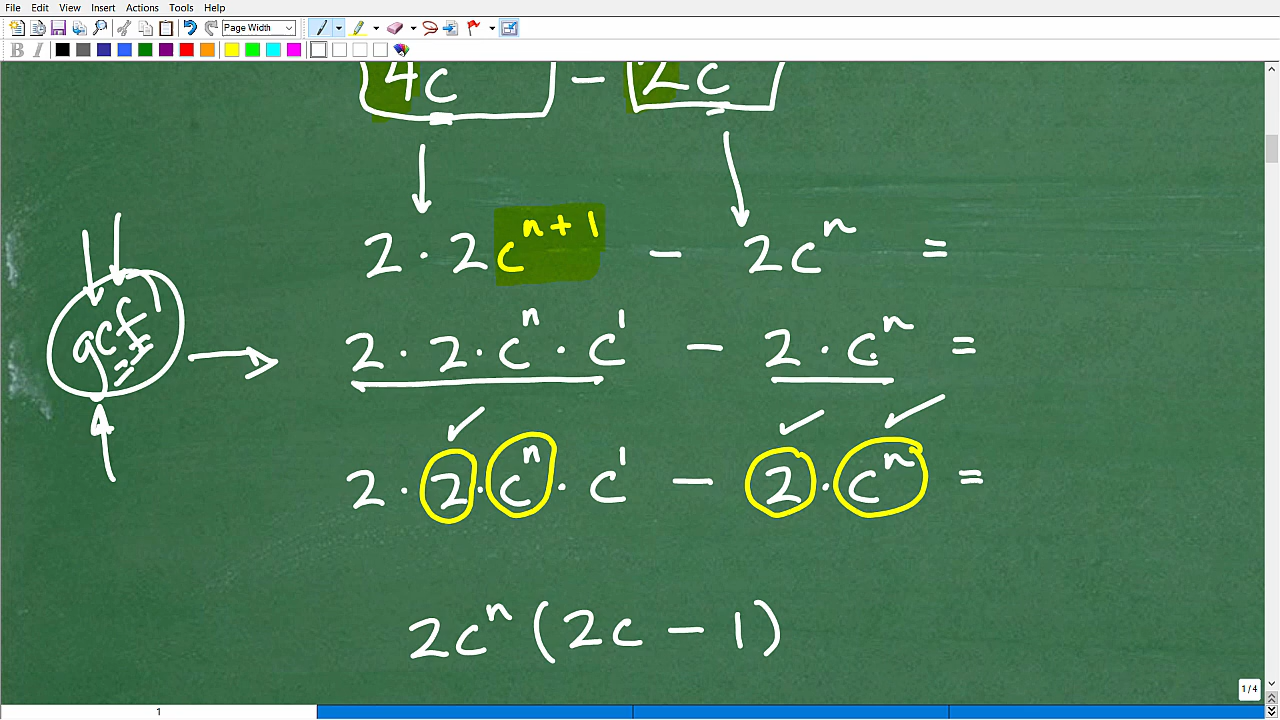 File Edit View Insert Actions Tools Help
Page Width
B I
4c - 2c
2 · 2c^{n+1} - 2c^n =
gcf
2 · 2 · c^n · c^1 - 2 · c^n =
2 · 2 · c^n · c^1 - 2 · c^n =
2c^n (2c - 1)
1/4
1